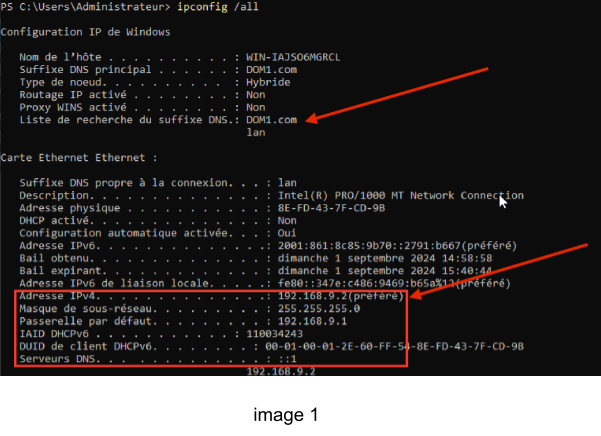 PS C:\Users\Administrateur> ipconfig /all
Configuration IP de Windows
Nom de l'hôte . . . . . . . . . . : WIN-IAJSO6MGRCL
Suffixe DNS principal . . . . . . : DOM1.com
Type de noeud. . . . . . . . . . : Hybride
Routage IP activé . . . . . . . . : Non
Proxy WINS activé . . . . . . . . : Non
Liste de recherche du suffixe DNS.: DOM1.com
lan
Carte Ethernet Ethernet :
Suffixe DNS propre à la connexion. . . : lan
Description. . . . . . . . . . . . . . : Intel(R) PRO/1000 MT Network Connection
Adresse physique . . . . . . . . . . . : 8E-FD-43-7F-CD-9B
DHCP activé. . . . . . . . . . . . . . : Non
Configuration automatique activée. . . : Oui
Adresse IPv6. . . . . . . . . . . . . .: 2001:861:8c85:9b70::2791:b667(préféré)
Bail obtenu. . . . . . . . . . . . . . : dimanche 1 septembre 2024 14:58:58
Bail expirant. . . . . . . . . . . . . : dimanche 1 septembre 2024 15:40:44
Adresse IPv6 de liaison locale. . . . .: fe80::347e:c486:9469:b65a%12(préféré)
Adresse IPv4. . . . . . . . . . . . . .: 192.168.9.2(préféré)
Masque de sous-réseau. . . . . . . . . : 255.255.255.0
Passerelle par défaut. . . . . . . . . : 192.168.9.1
IAID DHCPv6 . . . . . . . . . . . : 110034243
DUID de client DHCPv6. . . . . . . . : 00-01-00-01-2E-60-FF-54-8E-FD-43-7F-CD-9B
Serveurs DNS. . . . . . . . . . . . . : ::1
192.168.9.2
image 1